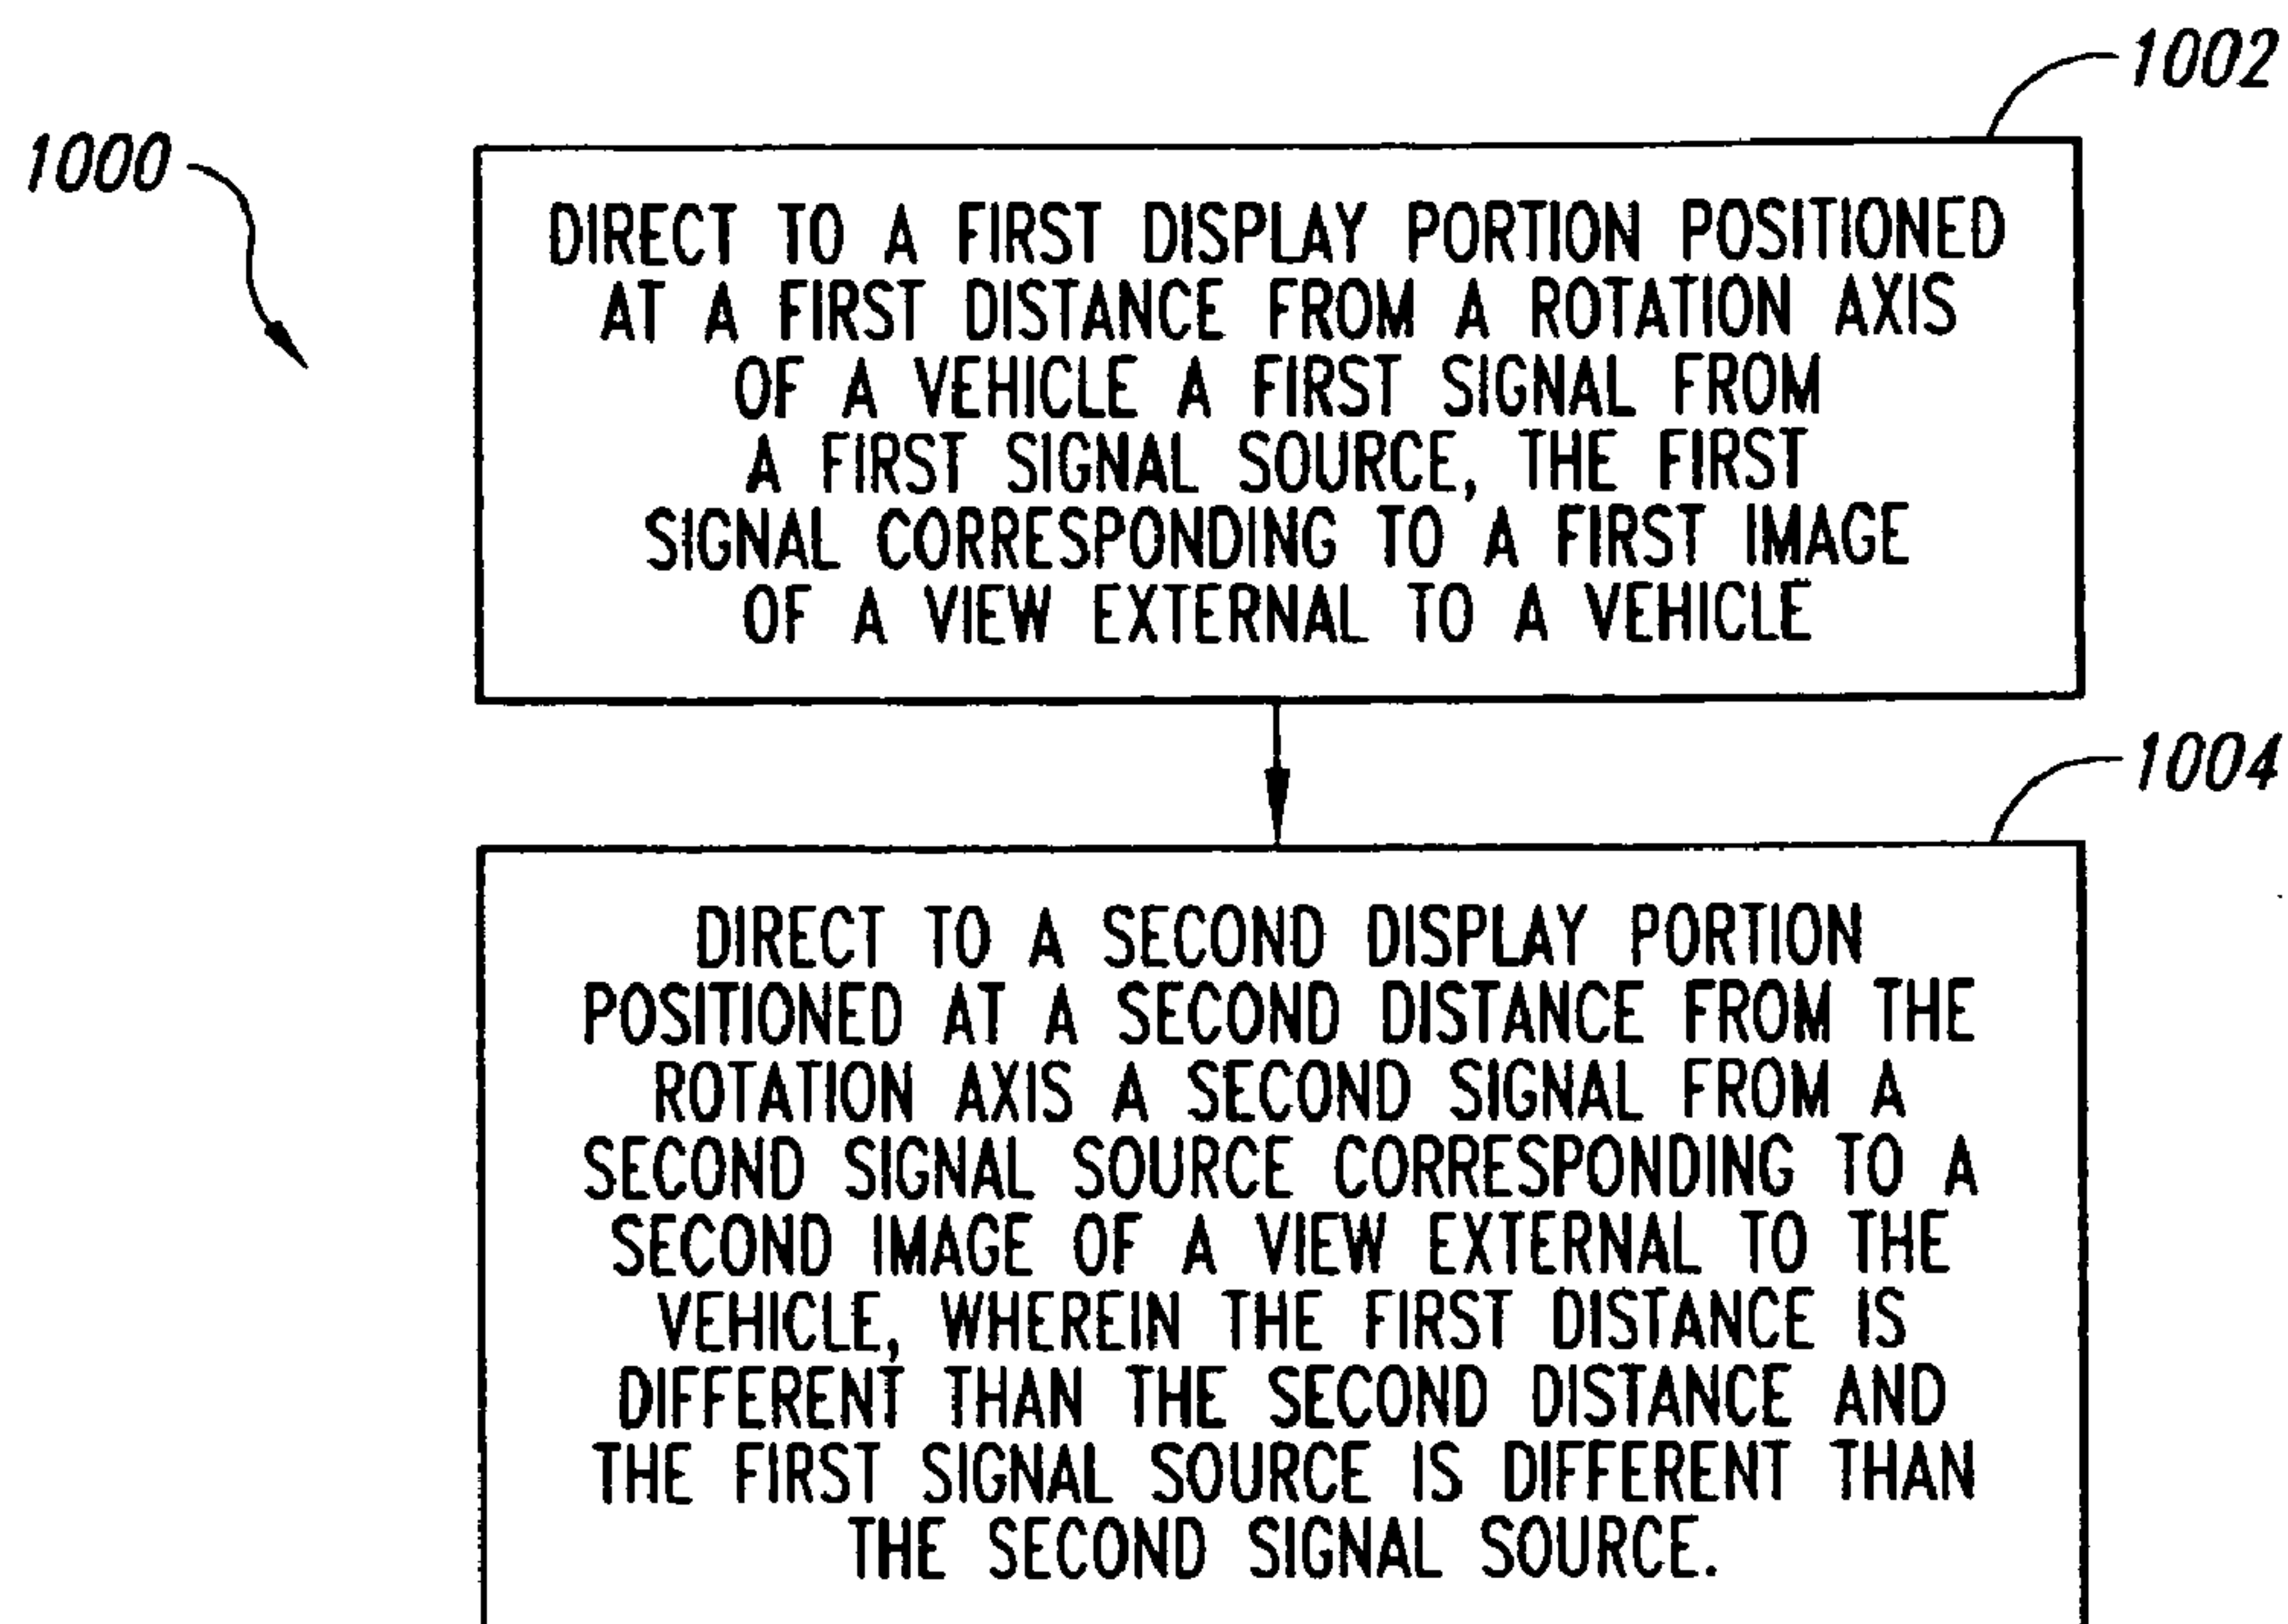 1002
1000
DIRECT TO A FIRST DISPLAY PORTION POSITIONED
AT A FIRST DISTANCE FROM A ROTATION AXIS
OF A VEHICLE A FIRST SIGNAL FROM
A FIRST SIGNAL SOURCE, THE FIRST
SIGNAL CORRESPONDING TO A FIRST IMAGE
OF A VIEW EXTERNAL TO A VEHICLE
1004
DIRECT TO A SECOND DISPLAY PORTION
POSITIONED AT A SECOND DISTANCE FROM THE
ROTATION AXIS A SECOND SIGNAL FROM A
SECOND SIGNAL SOURCE CORRESPONDING TO A
SECOND IMAGE OF A VIEW EXTERNAL TO THE
VEHICLE, WHEREIN THE FIRST DISTANCE IS
DIFFERENT THAN THE SECOND DISTANCE AND
THE FIRST SIGNAL SOURCE IS DIFFERENT THAN
THE SECOND SIGNAL SOURCE.